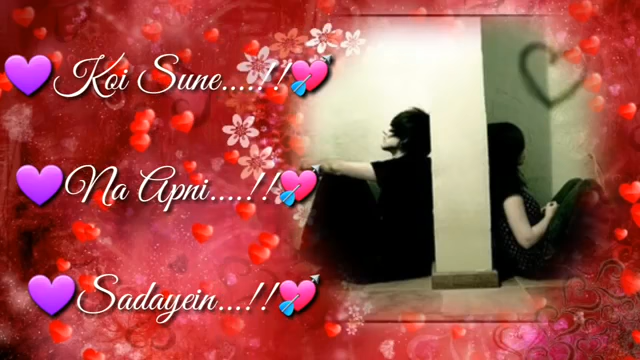 💜Koi Sune....!!💘
💜Na Apni....!!💘
💜Sadayein...!!💘